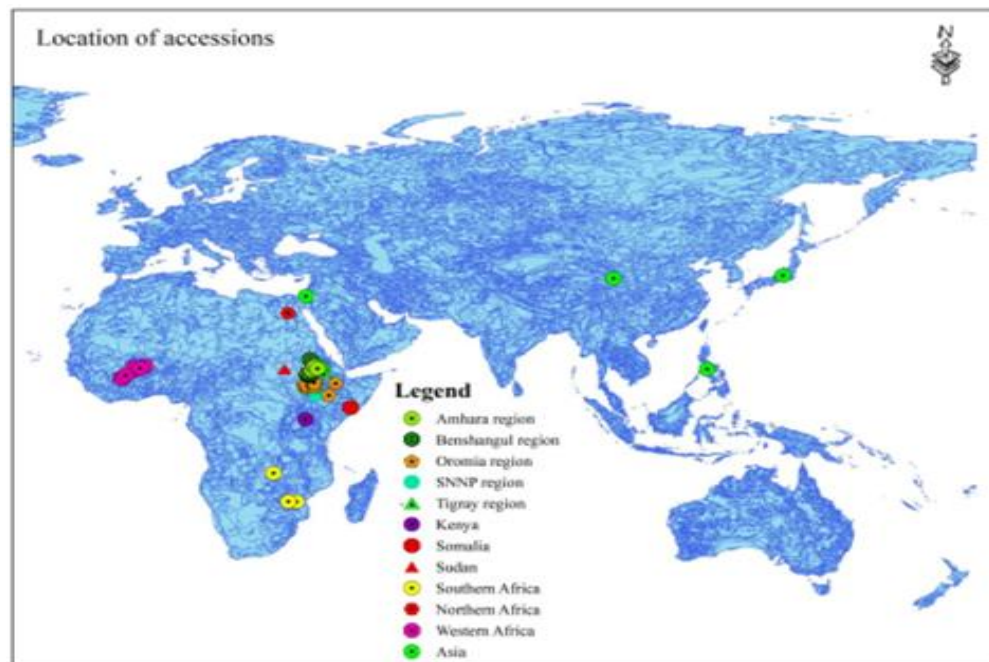 Location of accessions
N
Legend
Amhara region
Benshangul region
Oromia region
SNNP region
Tigray region
Kenya
Somalia
Sudan
Southern Africa
Northern Africa
Western Africa
Asia